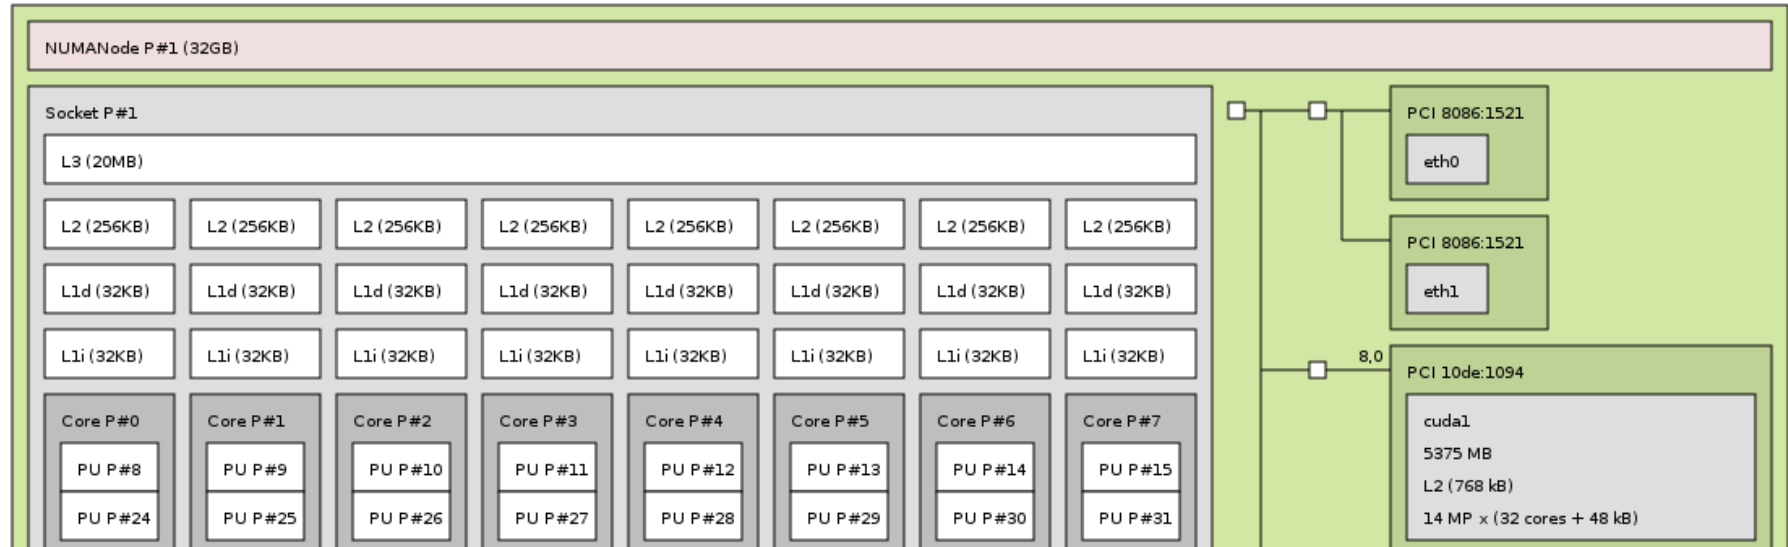 NUMANode P#1 (32GB)
Socket P#1
L3 (20MB)
L2 (256KB) L2 (256KB) L2 (256KB) L2 (256KB) L2 (256KB) L2 (256KB) L2 (256KB) L2 (256KB)
L1d (32KB) L1d (32KB) L1d (32KB) L1d (32KB) L1d (32KB) L1d (32KB) L1d (32KB) L1d (32KB)
L1i (32KB) L1i (32KB) L1i (32KB) L1i (32KB) L1i (32KB) L1i (32KB) L1i (32KB) L1i (32KB)
Core P#0 Core P#1 Core P#2 Core P#3 Core P#4 Core P#5 Core P#6 Core P#7
PU P#8 PU P#9 PU P#10 PU P#11 PU P#12 PU P#13 PU P#14 PU P#15
PU P#24 PU P#25 PU P#26 PU P#27 PU P#28 PU P#29 PU P#30 PU P#31
PCI 8086:1521
eth0
PCI 8086:1521
eth1
8,0
PCI 10de:1094
cuda1
5375 MB
L2 (768 kB)
14 MP x (32 cores + 48 kB)